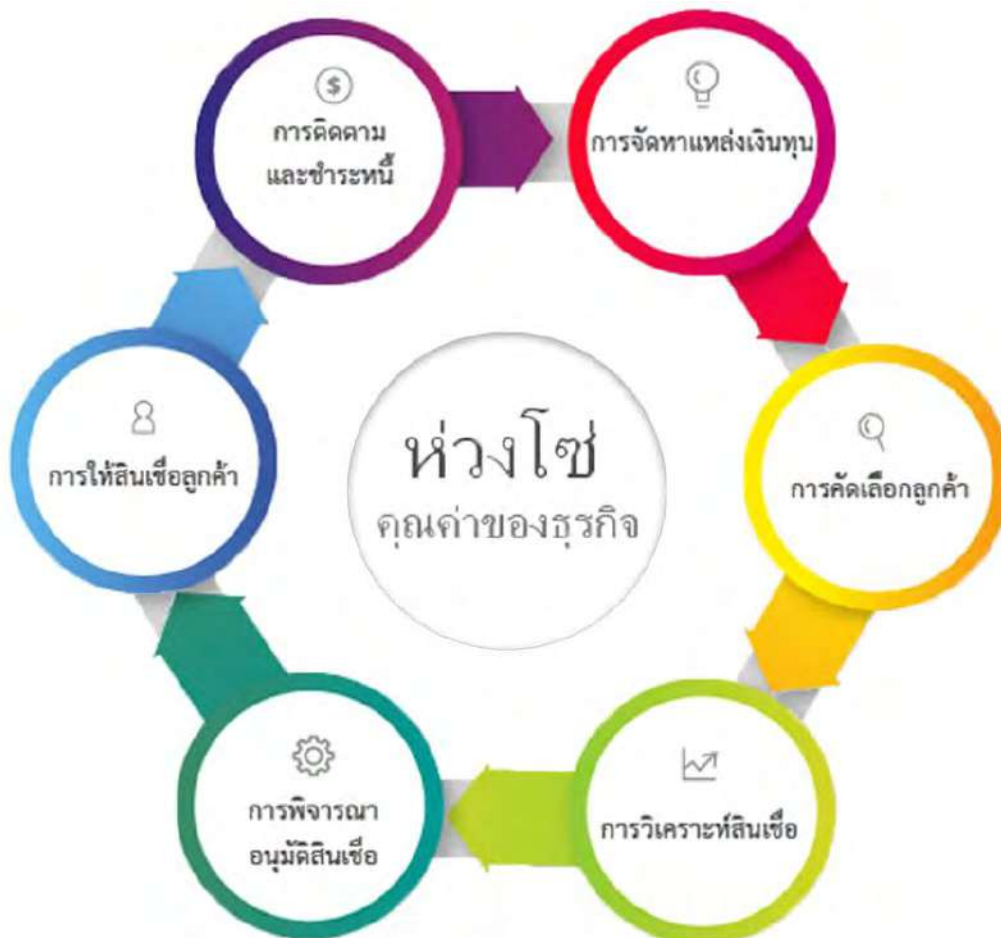 การติดตาม
และชำระหนี้
การจัดหาแหล่งเงินทุน
การให้สินเชื่อลูกค้า
ห่วงโซ่
คุณค่าของธุรกิจ
การคัดเลือกลูกค้า
การพิจารณา
อนุมัติสินเชื่อ
การวิเคราะห์สินเชื่อ